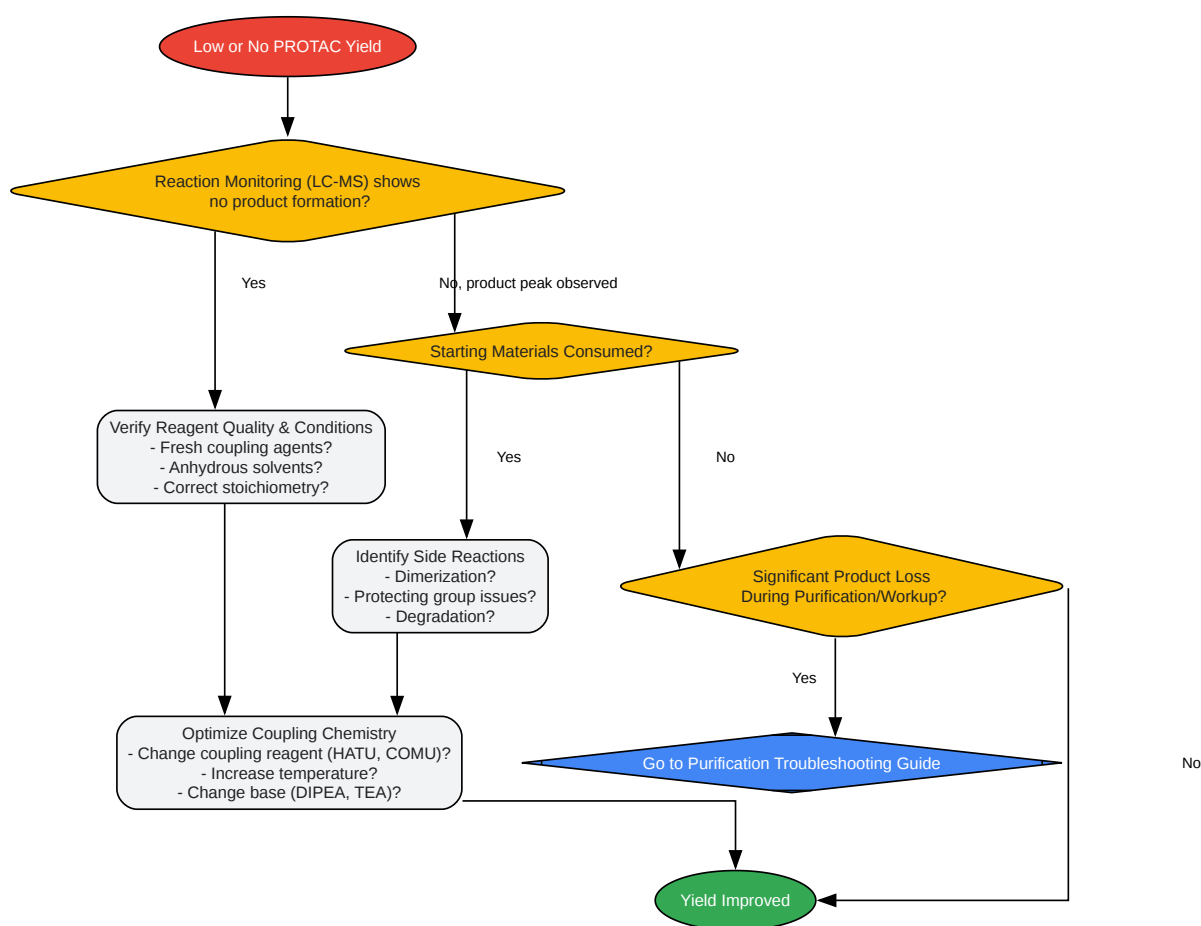 Low or No PROTAC Yield
Reaction Monitoring (LC-MS) shows
no product formation?
Yes
No, product peak observed
Starting Materials Consumed?
Verify Reagent Quality & Conditions
- Fresh coupling agents?
- Anhydrous solvents?
- Correct stoichiometry?
Yes
No
Identify Side Reactions
- Dimerization?
- Protecting group issues?
- Degradation?
Significant Product Loss
During Purification/Workup?
Yes
Optimize Coupling Chemistry
- Change coupling reagent (HATU, COMU)?
- Increase temperature?
- Change base (DIPEA, TEA)?
Go to Purification Troubleshooting Guide
No
Yield Improved